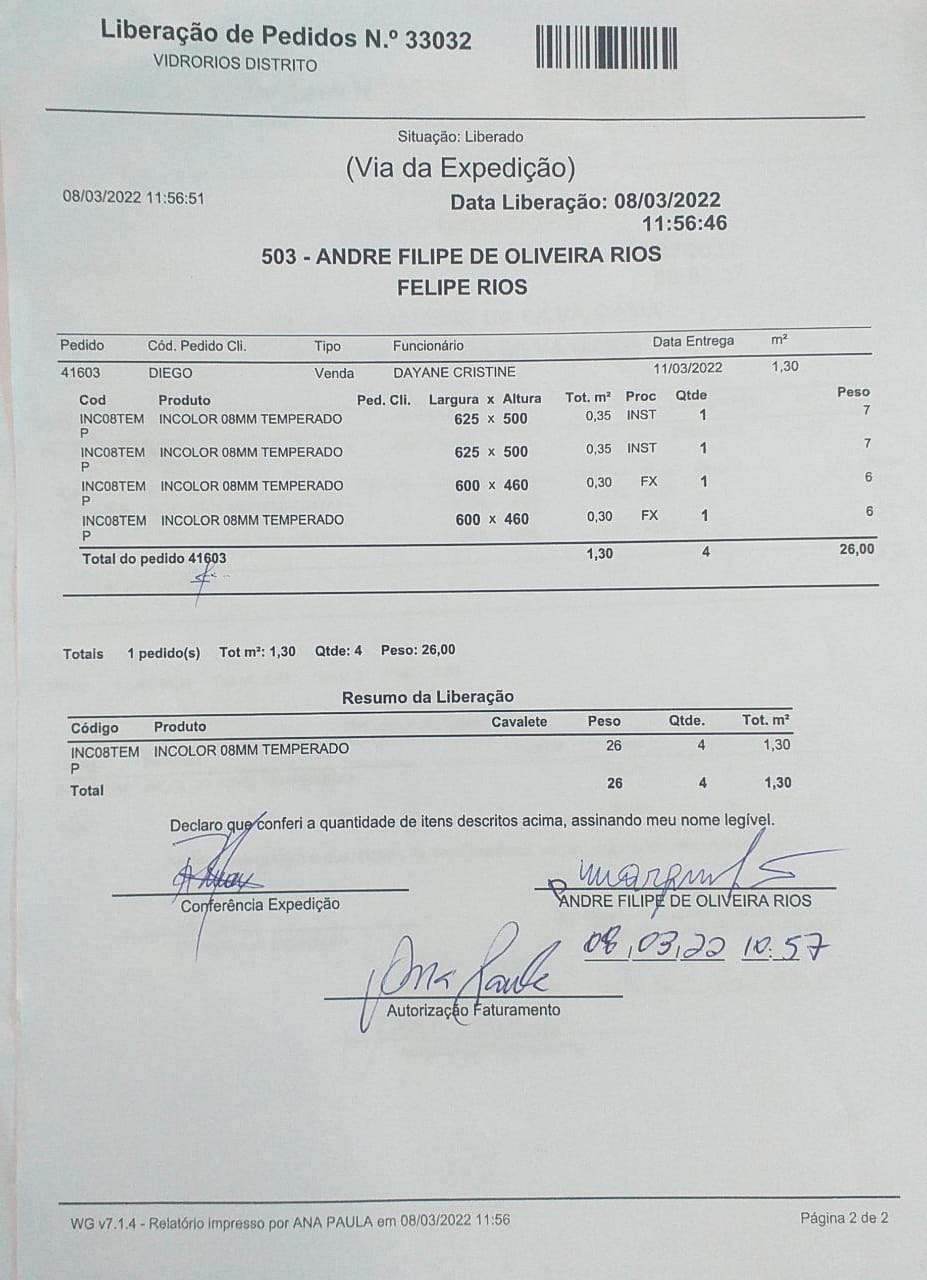 Liberação de Pedidos N.º 33032
VIDRORIOS DISTRITO
Situação: Liberado
(Via da Expedição)
08/03/2022 11:56:51
Data Liberação: 08/03/2022
11:56:46
503 - ANDRE FILIPE DE OLIVEIRA RIOS
FELIPE RIOS
Pedido Cód. Pedido Cli. Tipo Funcionário Data Entrega m²
41603 DIEGO Venda DAYANE CRISTINE 11/03/2022 1,30
Cod Produto Ped. Cli. Largura x Altura Tot. m² Proc Qtde Peso
INC08TEM INCOLOR 08MM TEMPERADO 625 x 500 0,35 INST 1 7
P
INC08TEM INCOLOR 08MM TEMPERADO 625 x 500 0,35 INST 1 7
P
INC08TEM INCOLOR 08MM TEMPERADO 600 x 460 0,30 FX 1 6
P
INC08TEM INCOLOR 08MM TEMPERADO 600 x 460 0,30 FX 1 6
P
Total do pedido 41603 1,30 4 26,00
Totais 1 pedido(s) Tot m²: 1,30 Qtde: 4 Peso: 26,00
Resumo da Liberação
Código Produto Cavalete Peso Qtde. Tot. m²
INC08TEM INCOLOR 08MM TEMPERADO 26 4 1,30
P
Total 26 4 1,30
Declaro que conferi a quantidade de itens descritos acima, assinando meu nome legível.
Conferência Expedição
ANDRE FILIPE DE OLIVEIRA RIOS
08,03,22 10:57
Ana Paula
Autorização Faturamento
WG v7.1.4 - Relatório impresso por ANA PAULA em 08/03/2022 11:56
Página 2 de 2